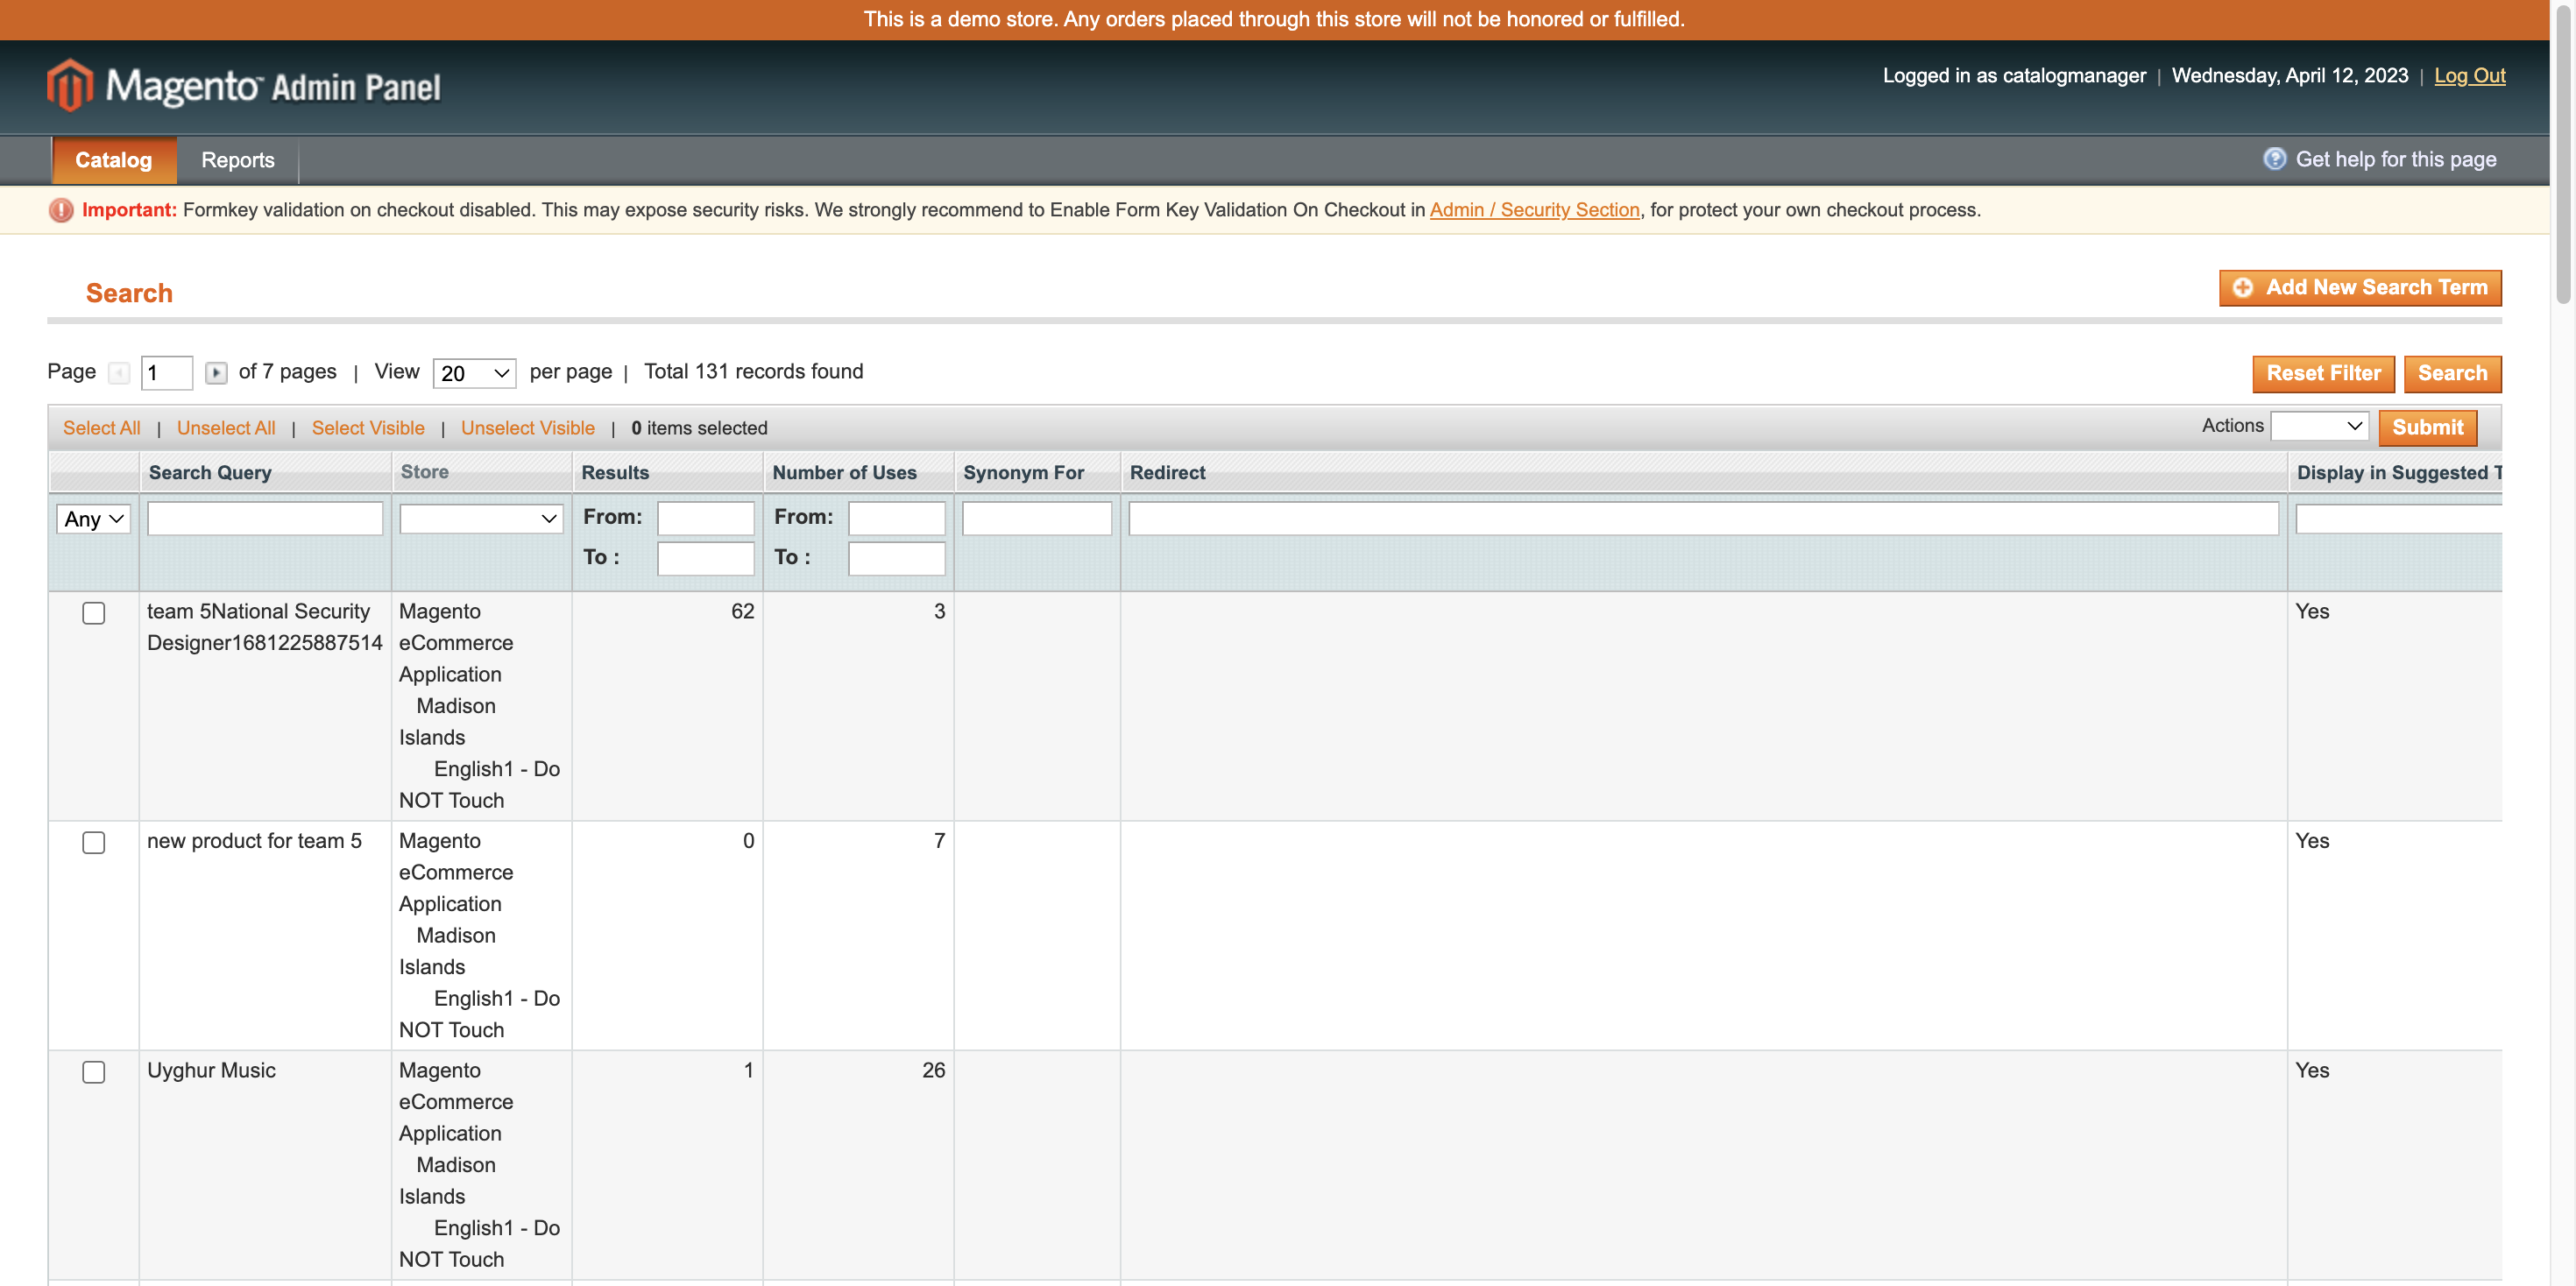 This is a demo store. Any orders placed through this store will not be honored or fulfilled.
Magento™ Admin Panel
Logged in as catalogmanager | Wednesday, April 12, 2023 | Log Out
Catalog Reports Get help for this page
Important: Formkey validation on checkout disabled. This may expose security risks. We strongly recommend to Enable Form Key Validation On Checkout in Admin / Security Section, for protect your own checkout process.
Search Add New Search Term
Page 1 of 7 pages | View 20 per page | Total 131 records found Reset Filter Search
Select All | Unselect All | Select Visible | Unselect Visible | 0 items selected Actions Submit
Search Query Store Results Number of Uses Synonym For Redirect Display in Suggested T
Any From: From:
To : To :
team 5National Security Magento 62 3 Yes
Designer1681225887514 eCommerce
Application
Madison
Islands
English1 - Do
NOT Touch
new product for team 5 Magento 0 7 Yes
eCommerce
Application
Madison
Islands
English1 - Do
NOT Touch
Uyghur Music Magento 1 26 Yes
eCommerce
Application
Madison
Islands
English1 - Do
NOT Touch